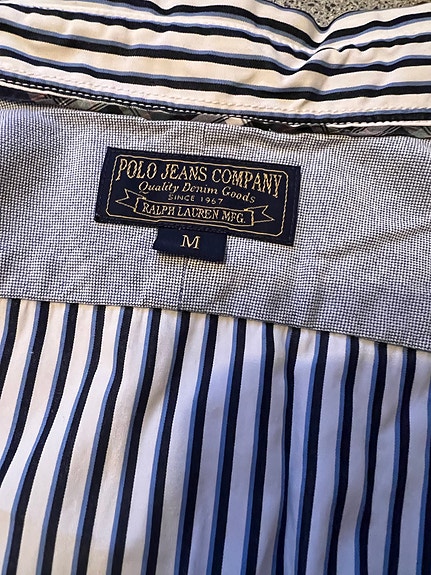 POLO JEANS COMPANY
Quality Denim Goods
SINCE 1967
RALPH LAUREN MFG.
M